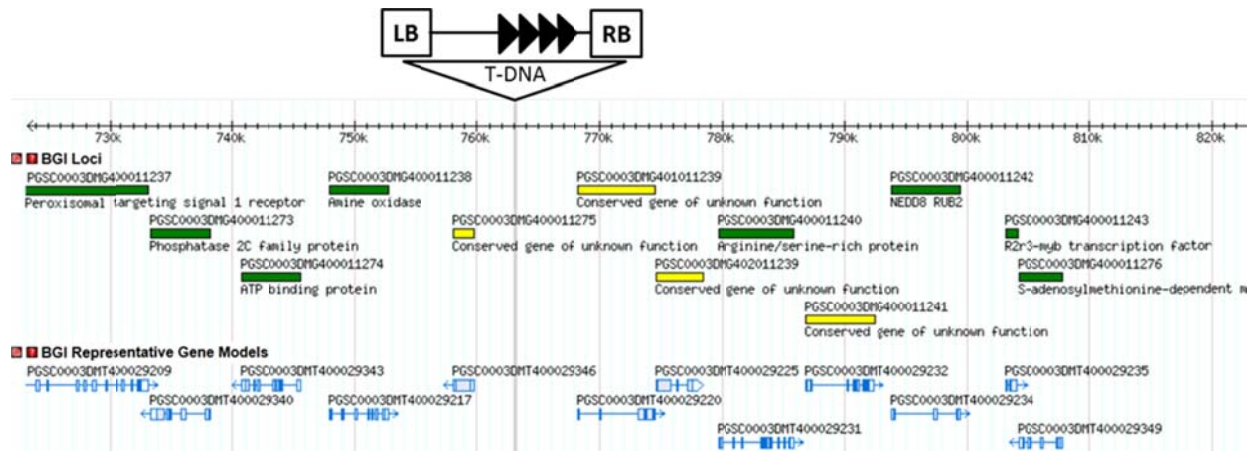 LB RB
T-DNA
730k 740k 750k 760k 770k 780k 790k 800k 810k 820k
BGI Loci
PGSC0003DMG400011237 PGSC0003DMG400011238 PGSC0003DMG401011239 PGSC0003DMG400011242
Peroxisomal targeting signal 1 receptor Amine oxidase Conserved gene of unknown function NEDD8 RUB2
PGSC0003DMG400011273 PGSC0003DMG400011275 PGSC0003DMG400011240 PGSC0003DMG400011243
Phosphatase 2C family protein Conserved gene of unknown function Arginine/serine-rich protein R2r3-myb transcription factor
PGSC0003DMG400011274 PGSC0003DMG402011239 PGSC0003DMG400011276
ATP binding protein Conserved gene of unknown function S-adenosylmethionine-dependent m
PGSC0003DMG400011241
Conserved gene of unknown function
BGI Representative Gene Models
PGSC0003DMT400029209 PGSC0003DMT400029343 PGSC0003DMT400029346 PGSC0003DMT400029225 PGSC0003DMT400029232 PGSC0003DMT400029235
PGSC0003DMT400029340 PGSC0003DMT400029217 PGSC0003DMT400029220 PGSC0003DMT400029234
PGSC0003DMT400029231 PGSC0003DMT400029349